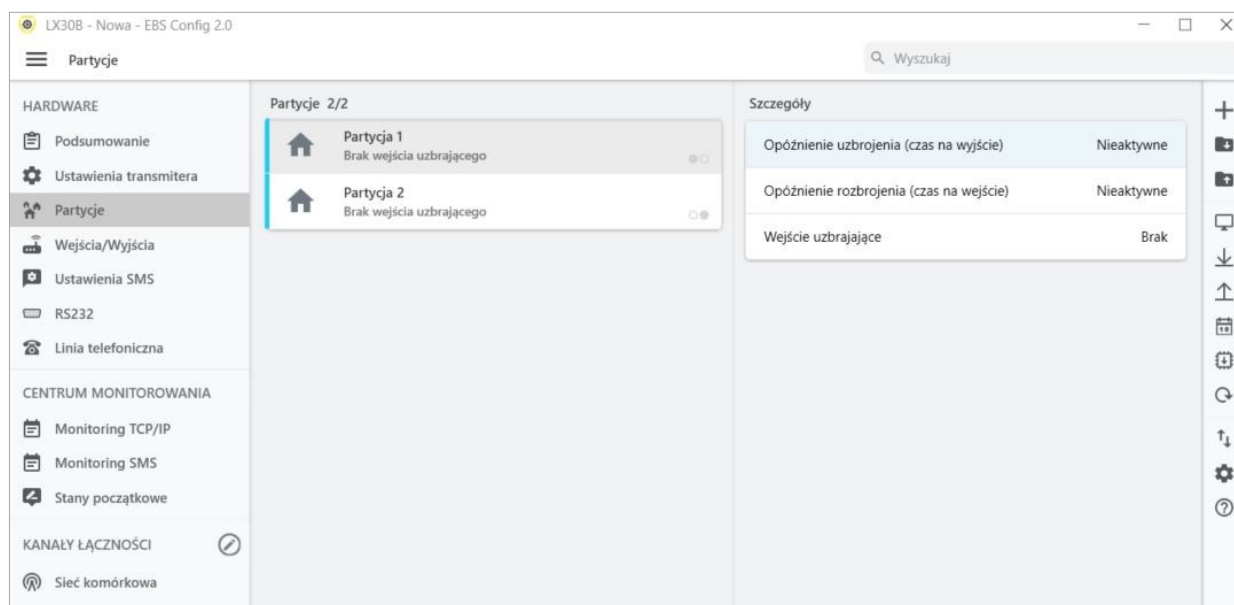 LX30B - Nowa - EBS Config 2.0
Partycje
Wyszukaj
HARDWARE
Podsumowanie
Ustawienia transmitera
Partycje
Wejścia/Wyjścia
Ustawienia SMS
RS232
Linia telefoniczna
CENTRUM MONITOROWANIA
Monitoring TCP/IP
Monitoring SMS
Stany początkowe
KANAŁY ŁĄCZNOŚCI
Sieć komórkowa
Partycje 2/2
Partycja 1
Brak wejścia uzbrającego
Partycja 2
Brak wejścia uzbrającego
Szczegóły
Opóźnienie uzbrojenia (czas na wyjście) Nieaktywne
Opóźnienie rozbrojenia (czas na wejście) Nieaktywne
Wejście uzbrajające Brak